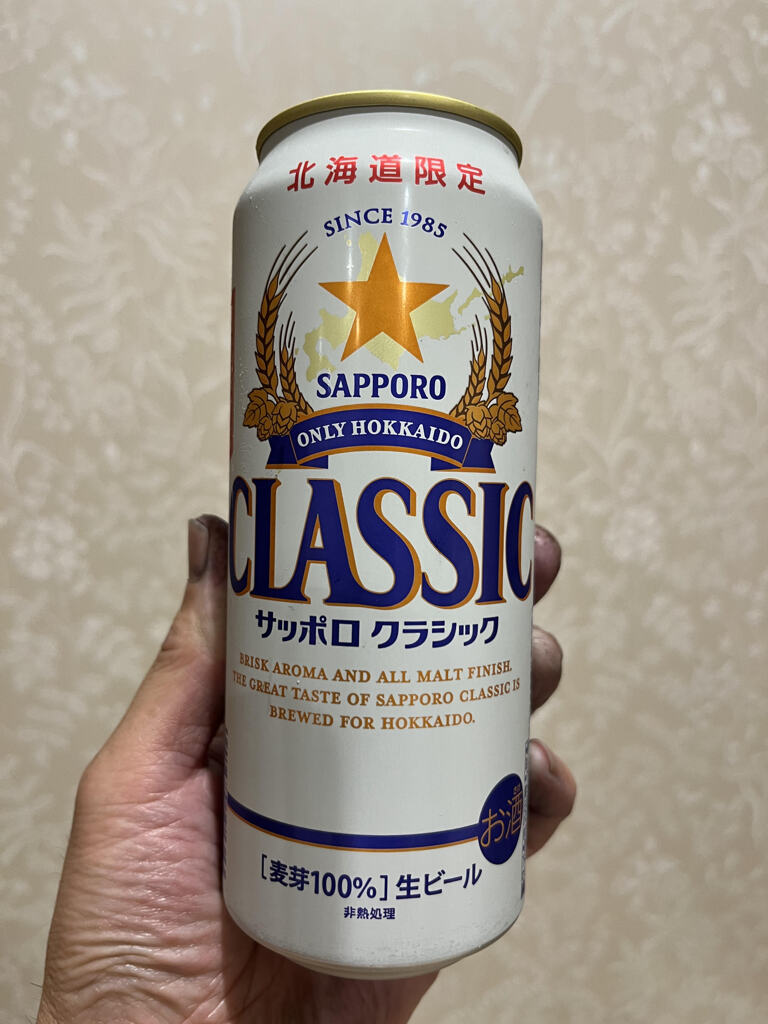 北海道限定
SINCE 1985
SAPPORO
ONLY HOKKAIDO
CLASSIC
サッポロ クラシック
BRISK AROMA AND ALL MALT FINISH.
THE GREAT TASTE OF SAPPORO CLASSIC IS
BREWED FOR HOKKAIDO.
お酒
[麦芽100%]生ビール
非熱処理